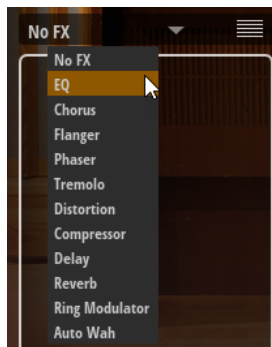 No FX
No FX
EQ
Chorus
Flanger
Phaser
Tremolo
Distortion
Compressor
Delay
Reverb
Ring Modulator
Auto Wah